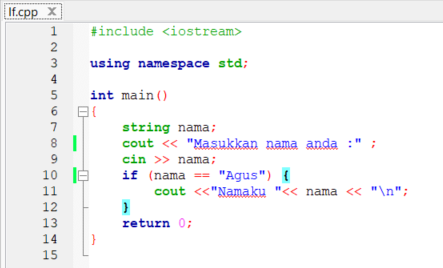 If.cpp X
1 #include <iostream>
2
3 using namespace std;
4
5 int main()
6 {
7 string nama;
8 cout << "Masukkan nama anda :" ;
9 cin >> nama;
10 if (nama == "Agus") {
11 cout <<"Namaku "<< nama << "\n";
12 }
13 return 0;
14 }
15